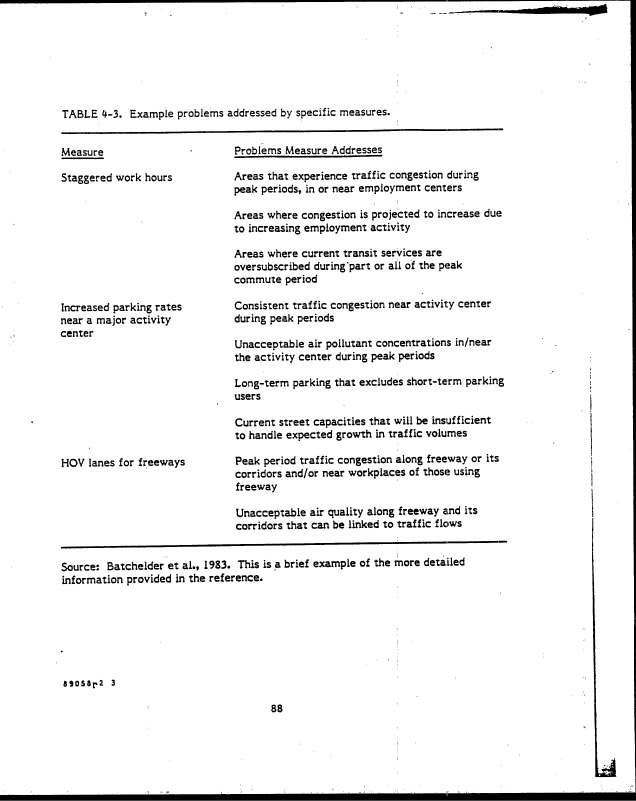 TABLE 4-3. Example problems addressed by specific measures.
Measure
Problems Measure Addresses
Staggered work hours
Areas that experience traffic congestion during
peak periods, in or near employment centers
Areas where congestion is projected to increase due
to increasing employment activity
Areas where current transit services are
oversubscribed during part or all of the peak
commute period
Increased parking rates
near a major activity
center
Consistent traffic congestion near activity center
during peak periods
Unacceptable air pollutant concentrations in/near
the activity center during peak periods
Long-term parking that excludes short-term parking
users
Current street capacities that will be insufficient
to handle expected growth in traffic volumes
HOV lanes for freeways
Peak period traffic congestion along freeway or its
corridors and/or near workplaces of those using
freeway
Unacceptable air quality along freeway and its
corridors that can be linked to traffic flows
Source: Batchelder et al., 1983. This is a brief example of the more detailed
information provided in the reference.
89058r2 3
88